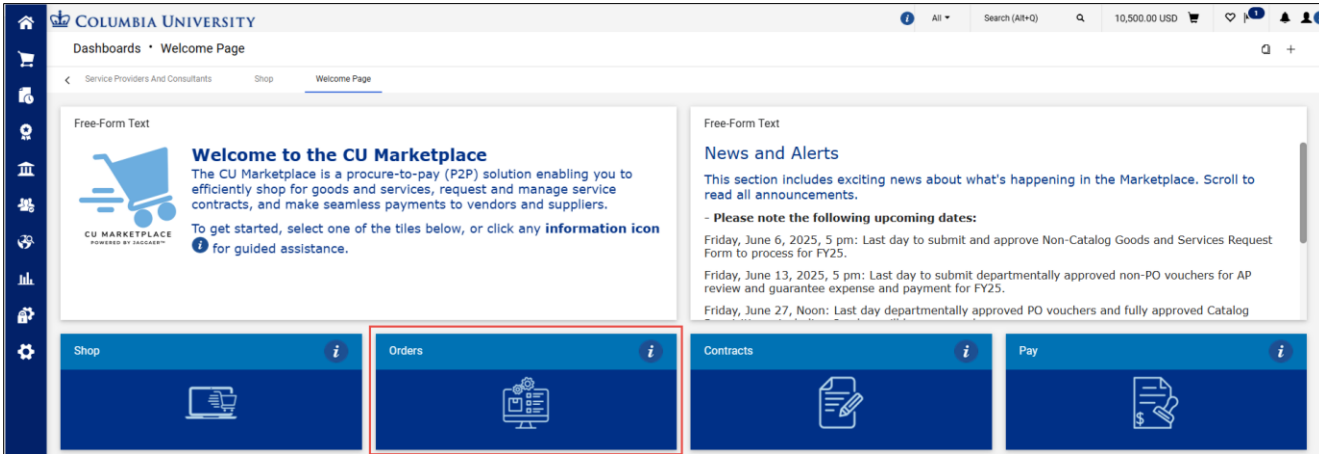 COLUMBIA UNIVERSITY
All
Search (Alt+Q)
10,500.00 USD
1
Dashboards • Welcome Page
Service Providers And Consultants
Shop
Welcome Page
Free-Form Text
CU MARKETPLACE
POWERED BY JAGGAER™
Welcome to the CU Marketplace
The CU Marketplace is a procure-to-pay (P2P) solution enabling you to
efficiently shop for goods and services, request and manage service
contracts, and make seamless payments to vendors and suppliers.
To get started, select one of the tiles below, or click any information icon
i for guided assistance.
Free-Form Text
News and Alerts
This section includes exciting news about what's happening in the Marketplace. Scroll to
read all announcements.
- Please note the following upcoming dates:
Friday, June 6, 2025, 5 pm: Last day to submit and approve Non-Catalog Goods and Services Request
Form to process for FY25.
Friday, June 13, 2025, 5 pm: Last day to submit departmentally approved non-PO vouchers for AP
review and guarantee expense and payment for FY25.
Friday, June 27, Noon: Last day departmentally approved PO vouchers and fully approved Catalog
Shop
i
Orders
i
Contracts
i
Pay
i
$